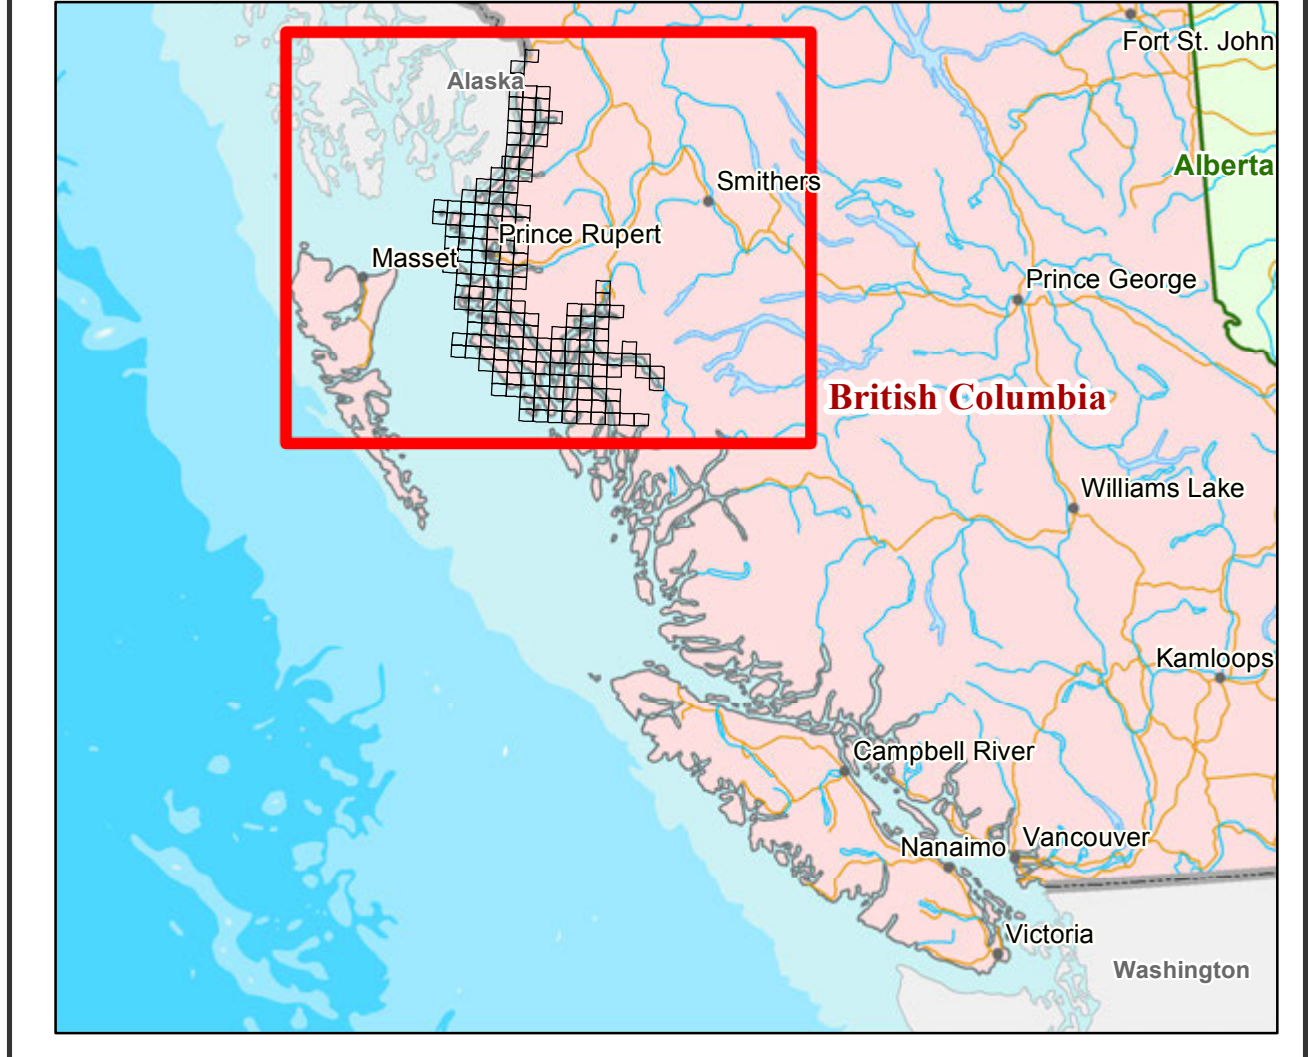 Fort St. John
Alaska
Alberta
Smithers
Prince Rupert
Masset
Prince George
British Columbia
Williams Lake
Kamloops
Campbell River
Vancouver
Nanaimo
Victoria
Washington